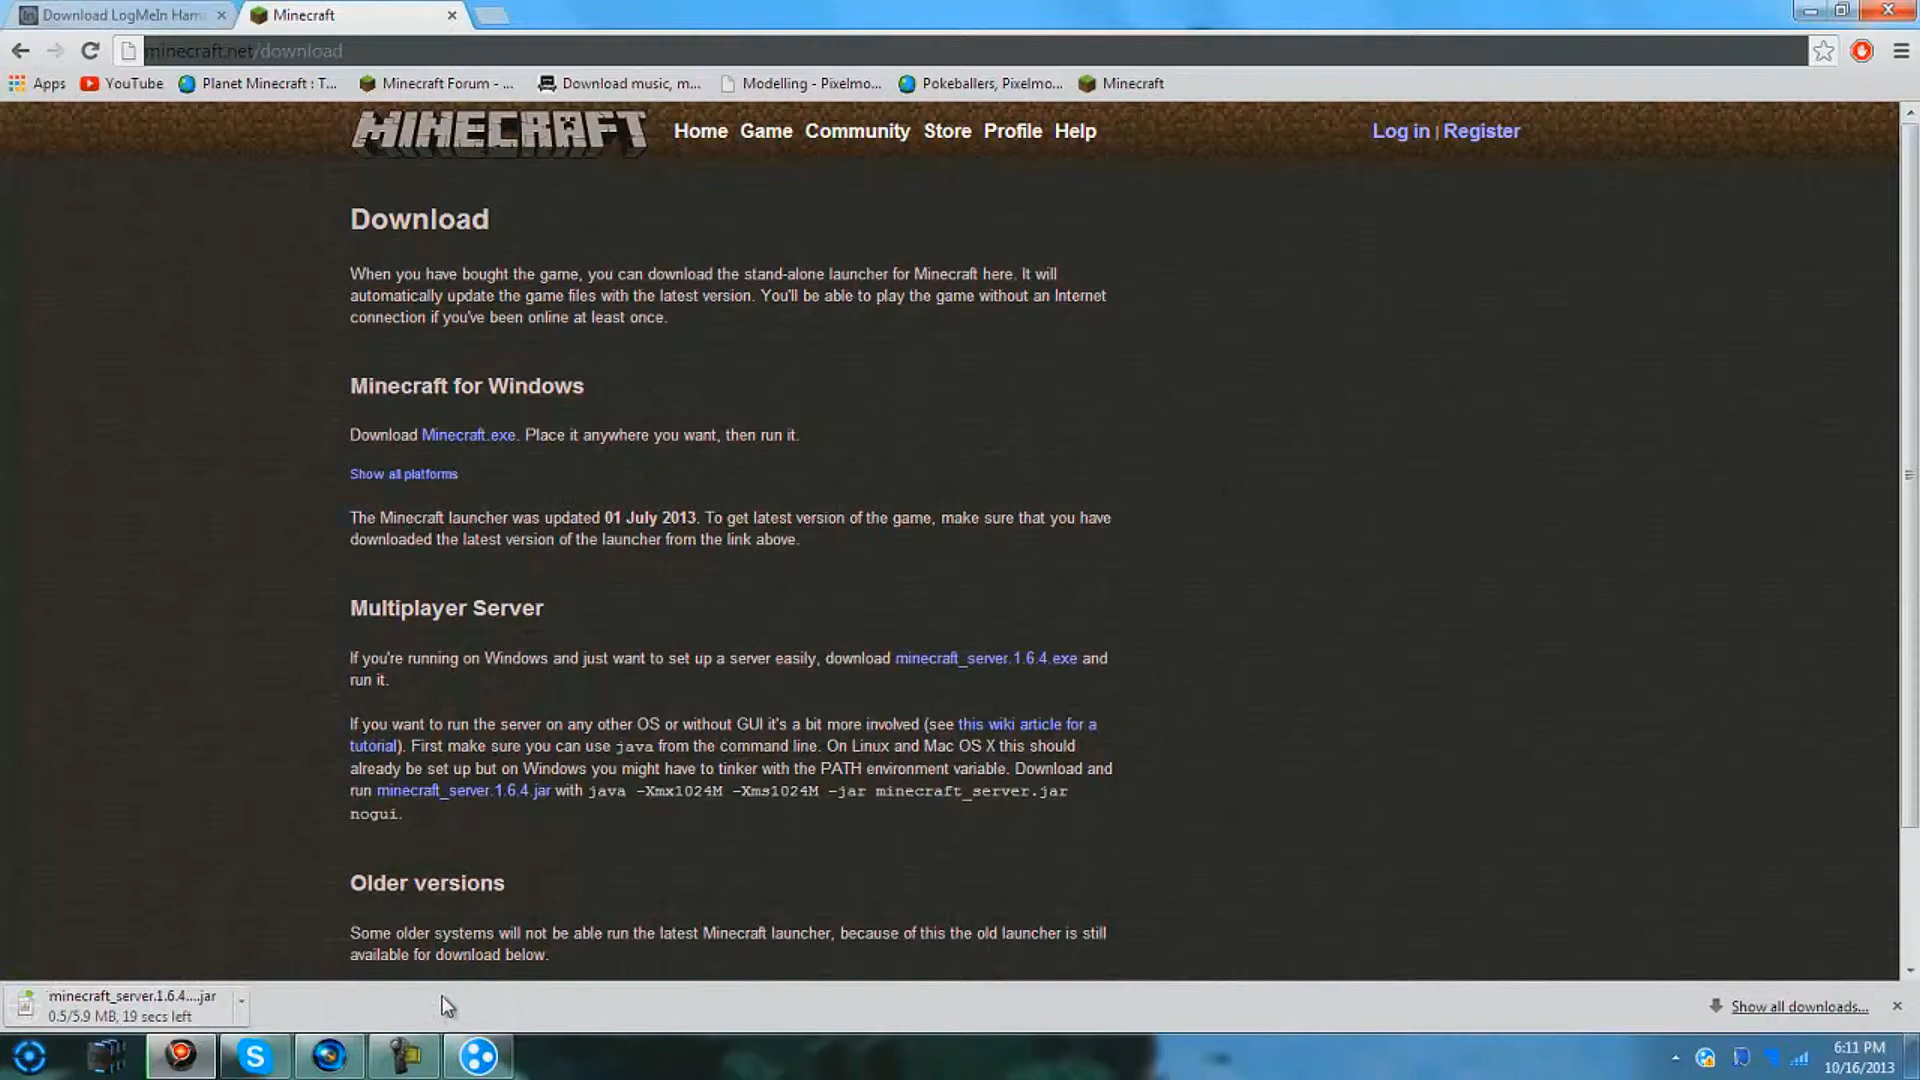 Download LogMeIn Ham
Minecraft
minecraft.net/download
Apps YouTube Planet Minecraft : T... Minecraft Forum - ... Download music, m... Modelling - Pixelmo... Pokeballers, Pixelmo... Minecraft
MINECRAFT Home Game Community Store Profile Help Log in | Register
Download
When you have bought the game, you can download the stand-alone launcher for Minecraft here. It will
automatically update the game files with the latest version. You'll be able to play the game without an Internet
connection if you've been online at least once.
Minecraft for Windows
Download Minecraft.exe. Place it anywhere you want, then run it.
Show all platforms
The Minecraft launcher was updated 01 July 2013. To get latest version of the game, make sure that you have
downloaded the latest version of the launcher from the link above.
Multiplayer Server
If you're running on Windows and just want to set up a server easily, download minecraft_server.1.6.4.exe and
run it.
If you want to run the server on any other OS or without GUI it's a bit more involved (see this wiki article for a
tutorial). First make sure you can use java from the command line. On Linux and Mac OS X this should
already be set up but on Windows you might have to tinker with the PATH environment variable. Download and
run minecraft_server.1.6.4.jar with java -Xmx1024M -Xms1024M -jar minecraft_server.jar
nogui.
Older versions
Some older systems will not be able run the latest Minecraft launcher, because of this the old launcher is still
available for download below.
minecraft_server.1.6.4....jar
0.5/5.9 MB, 19 secs left
Show all downloads...
6:11 PM
10/16/2013